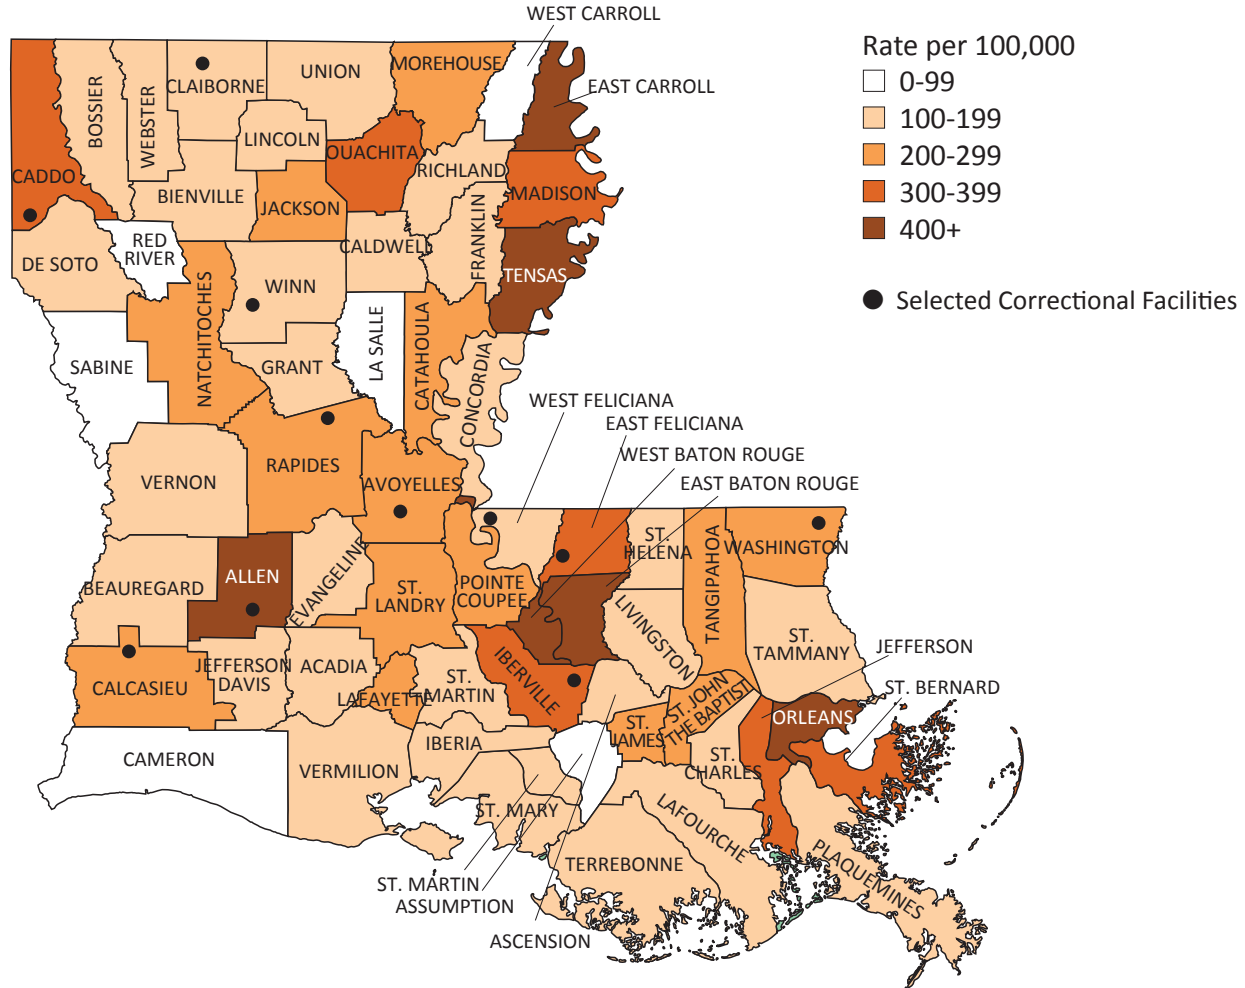 WEST CARROLL
Rate per 100,000
0-99
100-199
200-299
300-399
400+
Selected Correctional Facilities
MOREHOUSE
UNION
CLAIBORNE
EAST CARROLL
BOSSIER
WEBSTER
LINCOLN
OUACHITA
RICHLAND
CADDO
MADISON
BIENVILLE
JACKSON
FRANKLIN
RED
RIVER
CALDWELL
DE SOTO
TENSAS
WINN
NATCHITOCHES
LA SALLE
CATAHOULA
SABINE
GRANT
CONCORDIA
WEST FELICIANA
EAST FELICIANA
WEST BATON ROUGE
EAST BATON ROUGE
RAPIDES
VERNON
AVOYELLES
ST.
HELENA
TANGIPAHOA
WASHINGTON
EVANGELINE
ALLEN
BEAUREGARD
ST.
LANDRY
POINTE
COUPEE
LIVINGSTON
ST.
TAMMANY
JEFFERSON
ST. BERNARD
IBERVILLE
JEFFERSON
DAVIS
ACADIA
CALCASIEU
LAFAYETTE
ST.
MARTIN
ST. JOHN
THE BAPTIST
ORLEANS
ST.
JAMES
IBERIA
CAMERON
VERMILION
ST.
CHARLES
ST. MARY
LAFOURCHE
TERREBONNE
PLAQUEMINES
ST. MARTIN
ASSUMPTION
ASCENSION